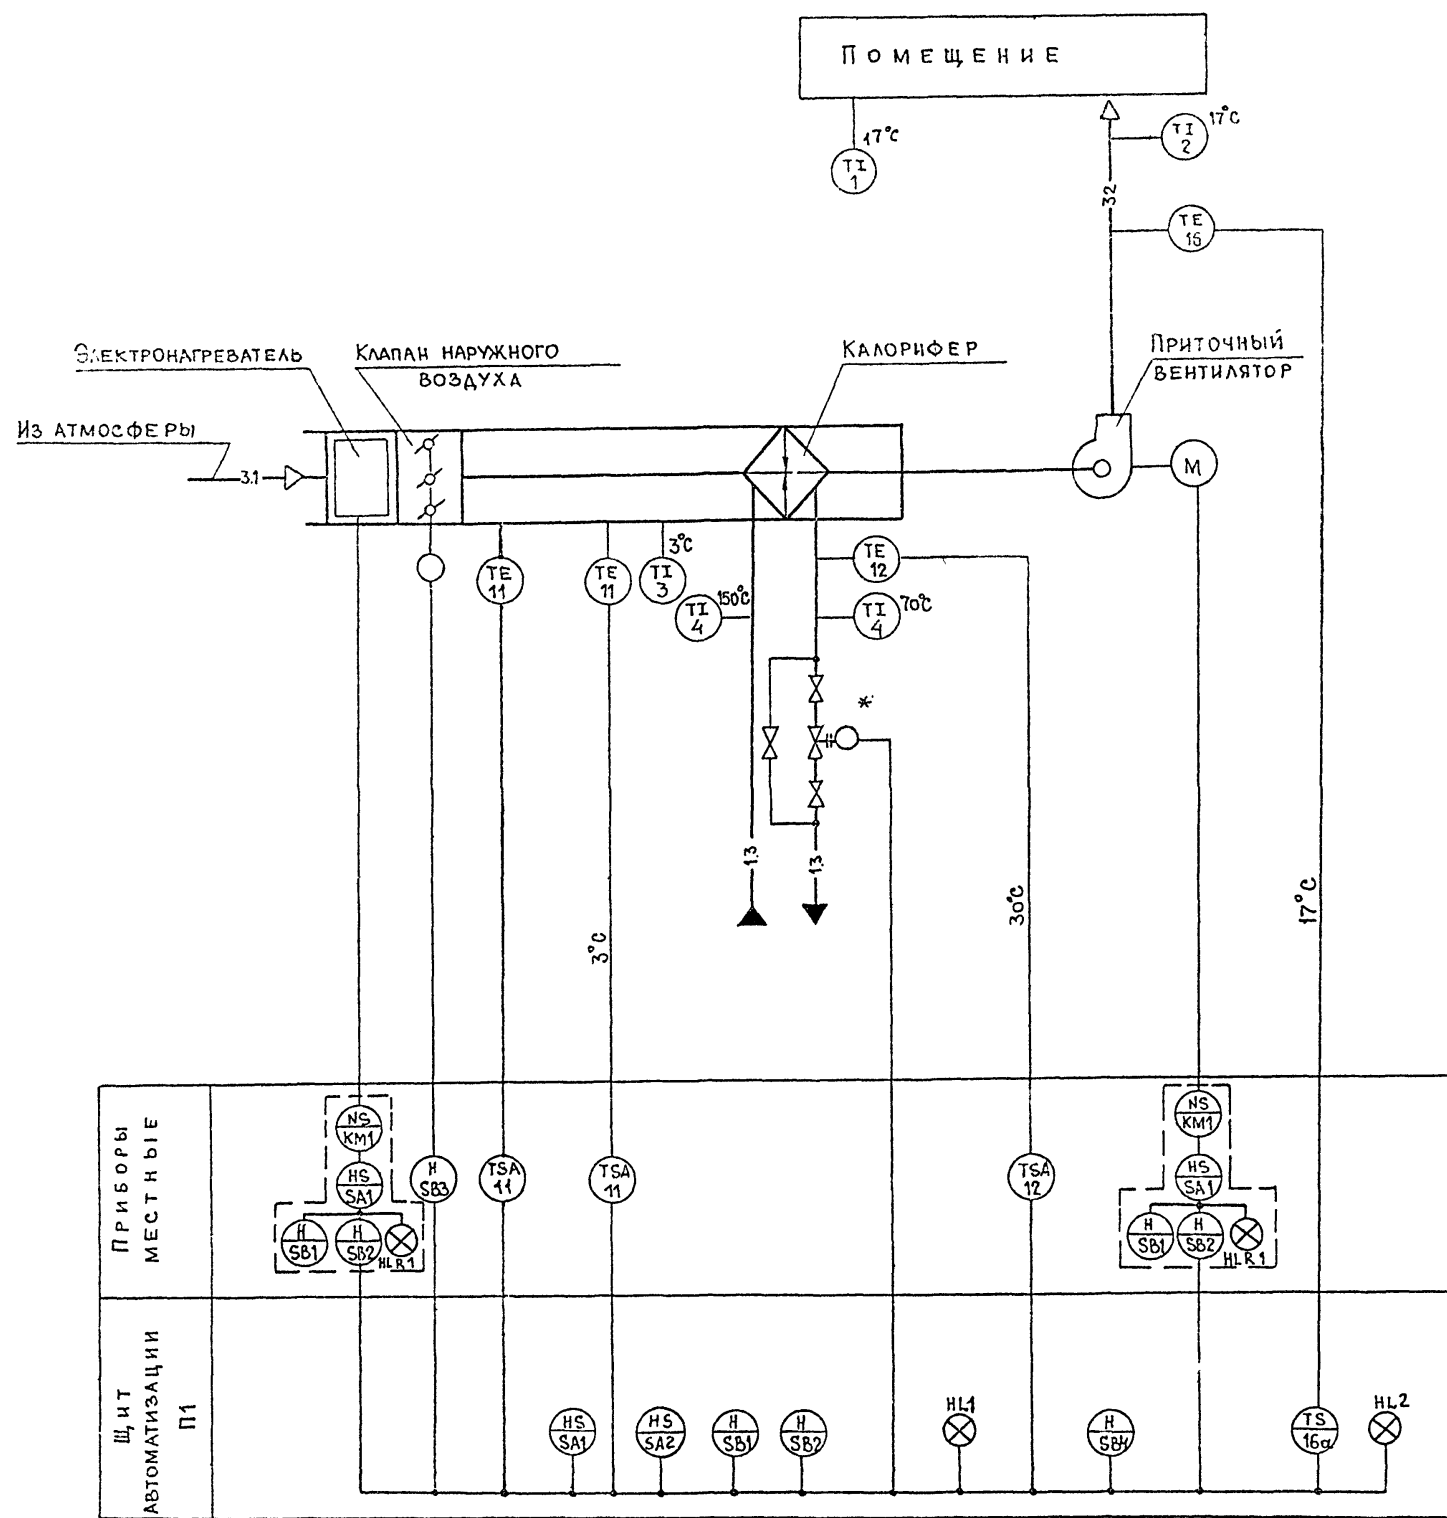 ПОМЕЩЕНИЕ
17°C
TI
1
17°C
TI
2
3.2
TE
16
ЭЛЕКТРОНАГРЕВАТЕЛЬ
КЛАПАН НАРУЖНОГО
ВОЗДУХА
КАЛОРИФЕР
ПРИТОЧНЫЙ
ВЕНТИЛЯТОР
ИЗ АТМОСФЕРЫ
3.1
M
TE
11
TE
11
3°C
TI
3
150°C
TI
4
TE
12
70°C
TI
4
*
1.3
1.3
3°C
30°C
17°C
ПРИБОРЫ
МЕСТНЫЕ
NS
KM1
HS
SA1
H
SB1
H
SB2
HLR1
H
SB3
TSA
11
TSA
11
TSA
12
NS
KM1
HS
SA1
H
SB1
H
SB2
HLR1
ЩИТ
АВТОМАТИЗАЦИИ
П1
HS
SA1
HS
SA2
H
SB1
H
SB2
HL1
H
SB4
TS
16а
HL2